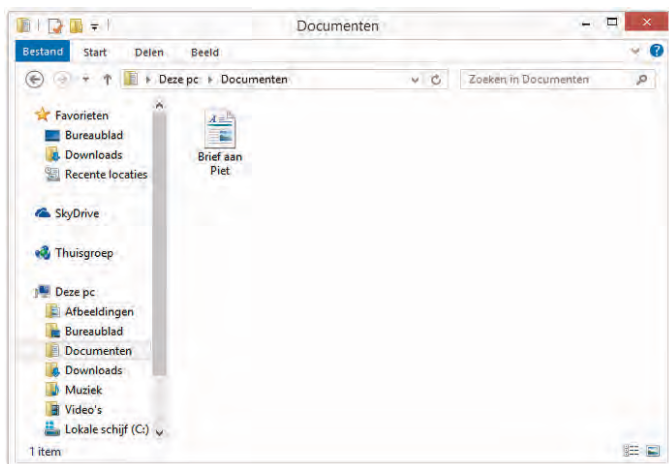 Documenten
Bestand Start Delen Beeld
Deze pc Documenten Zoeken in Documenten
Favorieten
Bureaublad
Downloads
Recente locaties
SkyDrive
Thuisgroep
Deze pc
Afbeeldingen
Bureaublad
Documenten
Downloads
Muziek
Video's
Lokale schijf (C:)
Brief aan
Piet
1 item